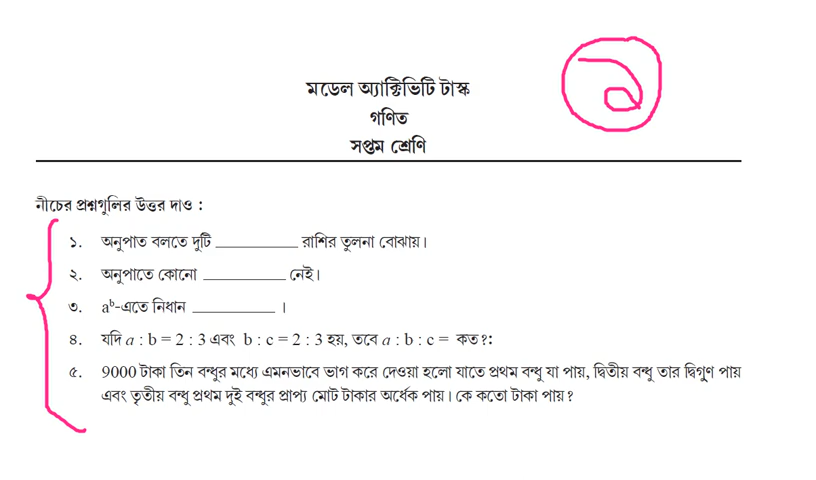 মডেল অ্যাক্টিভিটি টাস্ক
গণিত
সপ্তম শ্রেণি
নীচের প্রশ্নগুলির উত্তর দাও :
১. অনুপাত বলতে দুটি __________ রাশির তুলনা বোঝায়।
২. অনুপাতে কোনো __________ নেই।
৩. aᵇ-এতে নিধান __________ ।
৪. যদি a : b = 2 : 3 এবং b : c = 2 : 3 হয়, তবে a : b : c = কত?:
৫. 9000 টাকা তিন বন্ধুর মধ্যে এমনভাবে ভাগ করে দেওয়া হলো যাতে প্রথম বন্ধু যা পায়, দ্বিতীয় বন্ধু তার দ্বিগুণ পায়
এবং তৃতীয় বন্ধু প্রথম দুই বন্ধুর প্রাপ্য মোট টাকার অর্ধেক পায়। কে কতো টাকা পায়?